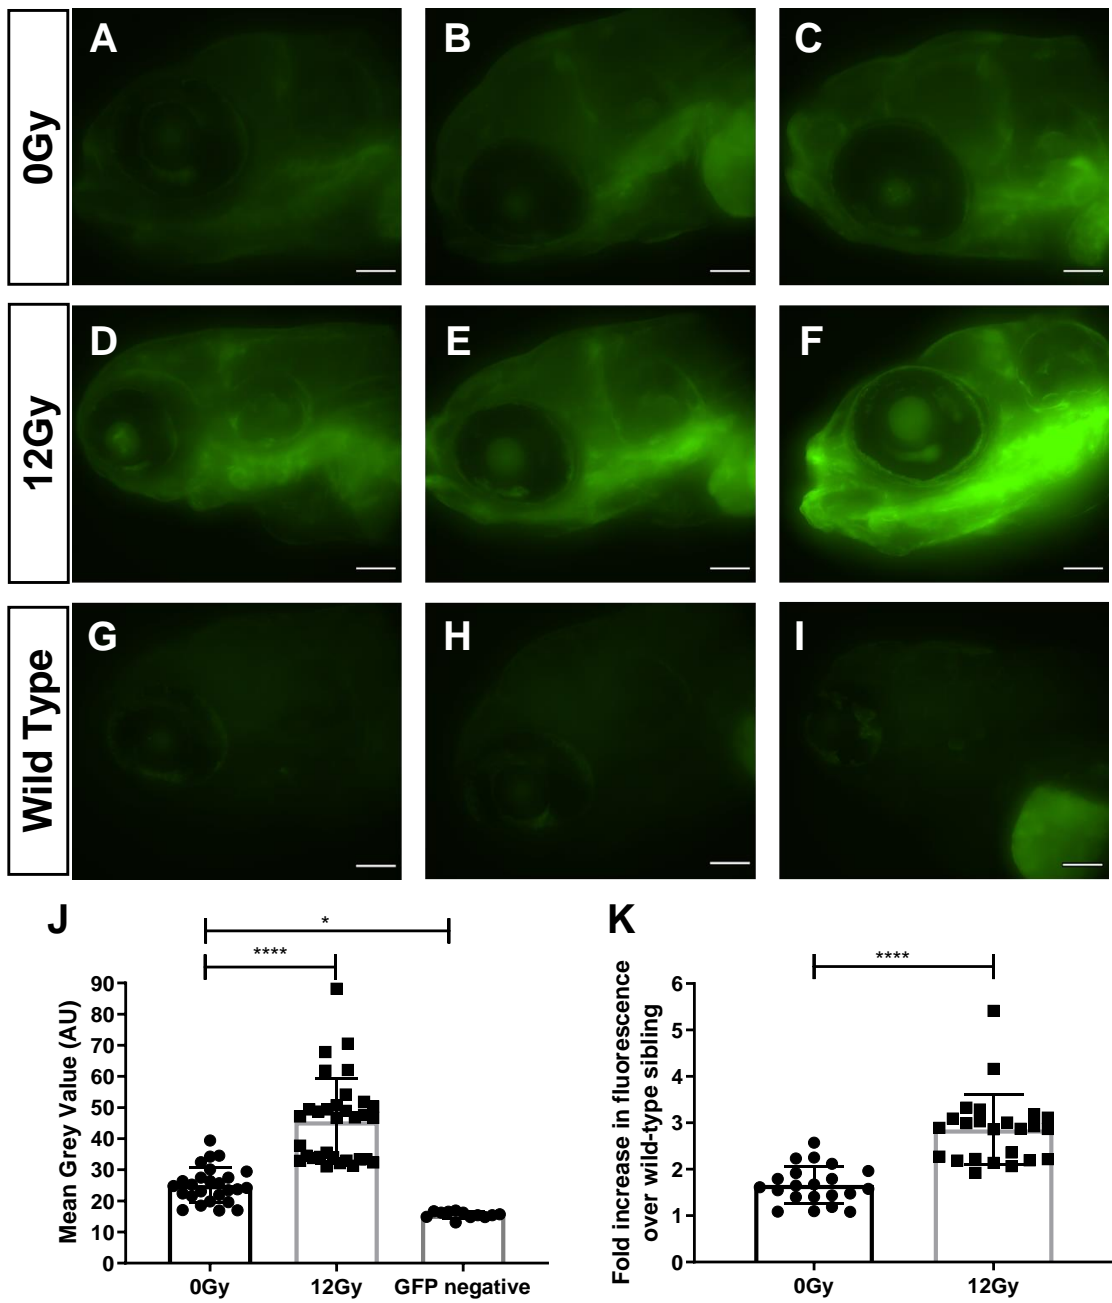 0Gy
A
B
C
12Gy
D
E
F
Wild Type
G
H
I
J
*
****
Mean Grey Value (AU)
90
80
70
60
50
40
30
20
10
0
0Gy
12Gy
GFP negative
K
****
Fold increase in fluorescence
over wild-type sibling
6
5
4
3
2
1
0
0Gy
12Gy